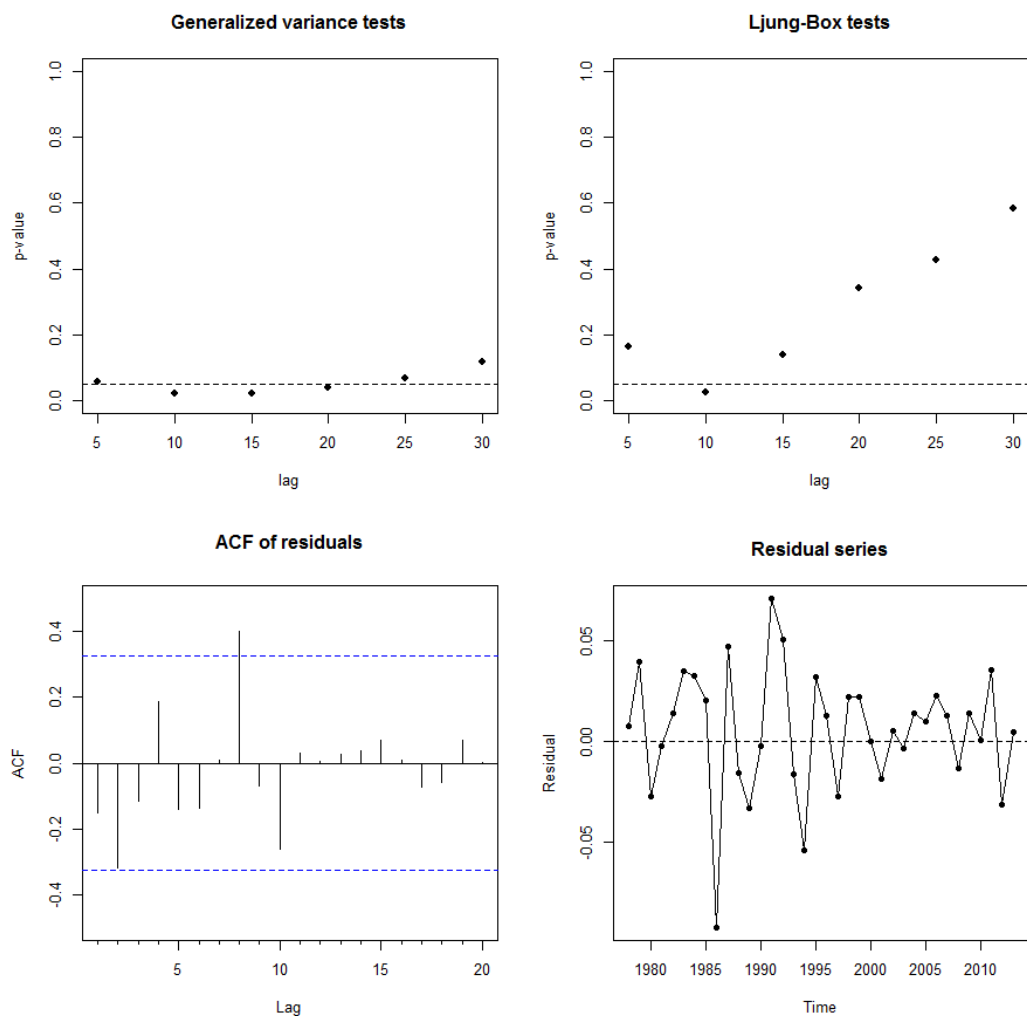 Generalized variance tests
p-value
0.0 0.2 0.4 0.6 0.8 1.0
5 10 15 20 25 30
lag
Ljung-Box tests
p-value
0.0 0.2 0.4 0.6 0.8 1.0
5 10 15 20 25 30
lag
ACF of residuals
ACF
-0.4 -0.2 0.0 0.2 0.4
5 10 15 20
Lag
Residual series
Residual
-0.05 0.00 0.05
1980 1985 1990 1995 2000 2005 2010
Time